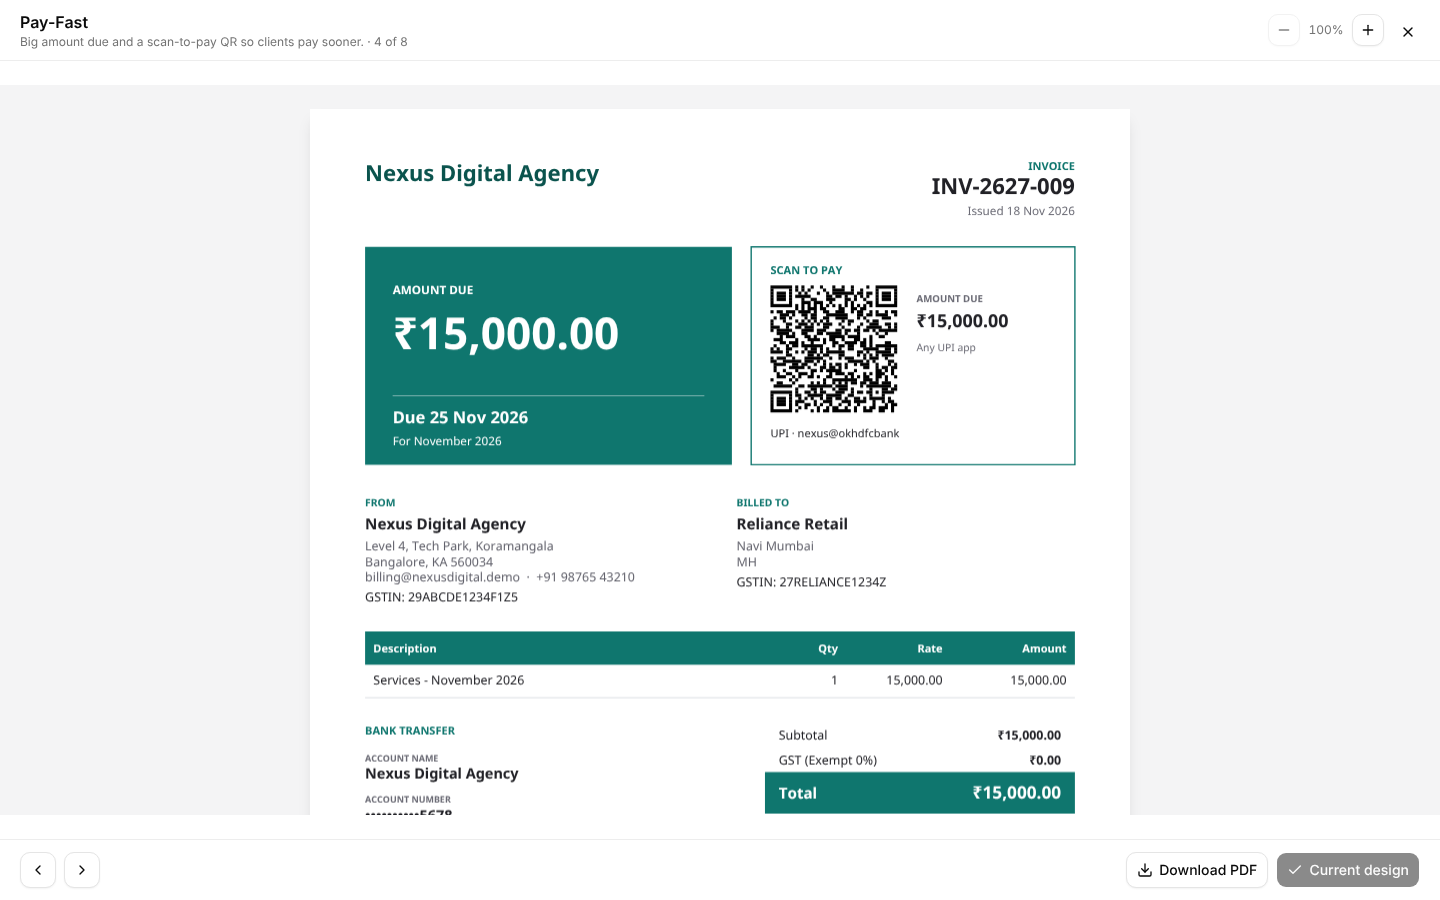 Pay-Fast
Big amount due and a scan-to-pay QR so clients pay sooner. · 4 of 8
100%
Nexus Digital Agency
INVOICE
INV-2627-009
Issued 18 Nov 2026
AMOUNT DUE
₹15,000.00
Due 25 Nov 2026
For November 2026
SCAN TO PAY
AMOUNT DUE
₹15,000.00
Any UPI app
UPI · nexus@okhdfcbank
FROM
Nexus Digital Agency
Level 4, Tech Park, Koramangala
Bangalore, KA 560034
billing@nexusdigital.demo · +91 98765 43210
GSTIN: 29ABCDE1234F1Z5
BILLED TO
Reliance Retail
Navi Mumbai
MH
GSTIN: 27RELIANCE1234Z
Description Qty Rate Amount
Services - November 2026 1 15,000.00 15,000.00
BANK TRANSFER
ACCOUNT NAME
Nexus Digital Agency
ACCOUNT NUMBER
Subtotal ₹15,000.00
GST (Exempt 0%) ₹0.00
Total ₹15,000.00
Download PDF
Current design